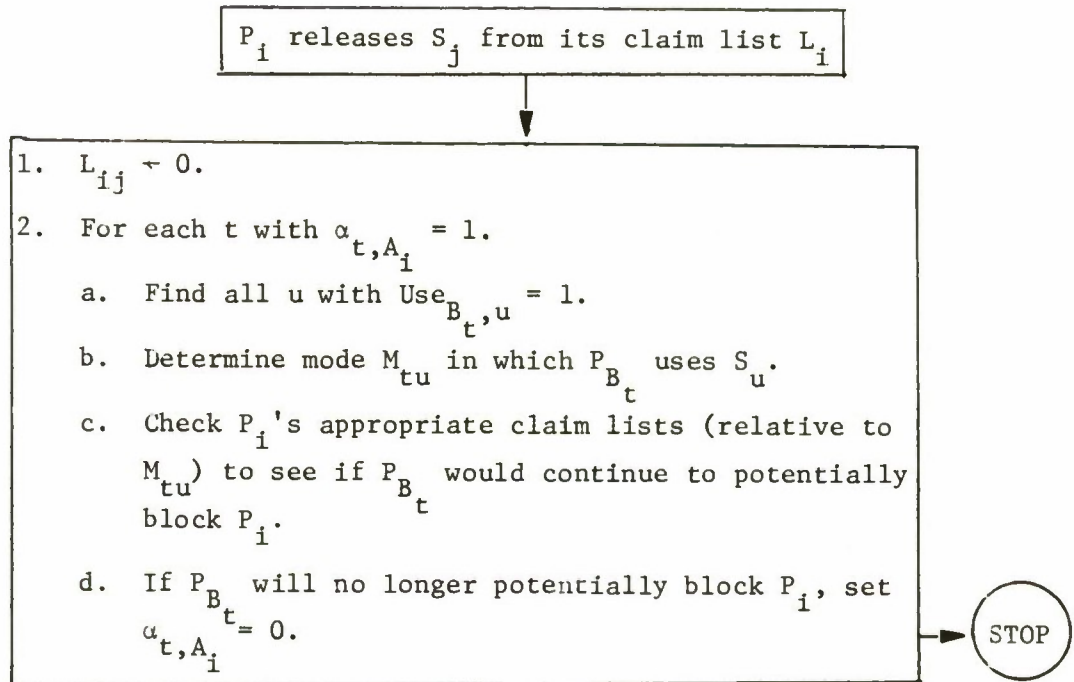 P_i releases S_j from its claim list L_i
1. L_ij ← 0.
2. For each t with α_t,A_i = 1.
a. Find all u with Use_B_t,u = 1.
b. Determine mode M_tu in which P_B_t uses S_u.
c. Check P_i's appropriate claim lists (relative to
M_tu) to see if P_B_t would continue to potentially
block P_i.
d. If P_B_t will no longer potentially block P_i, set
α_t,A_i = 0.
STOP